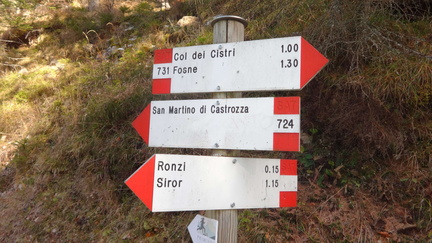 Col dei Cistri 1.00
731 Fosne 1.30
San Martino di Castrozza
724
Ronzi 0.15
Siror 1.15